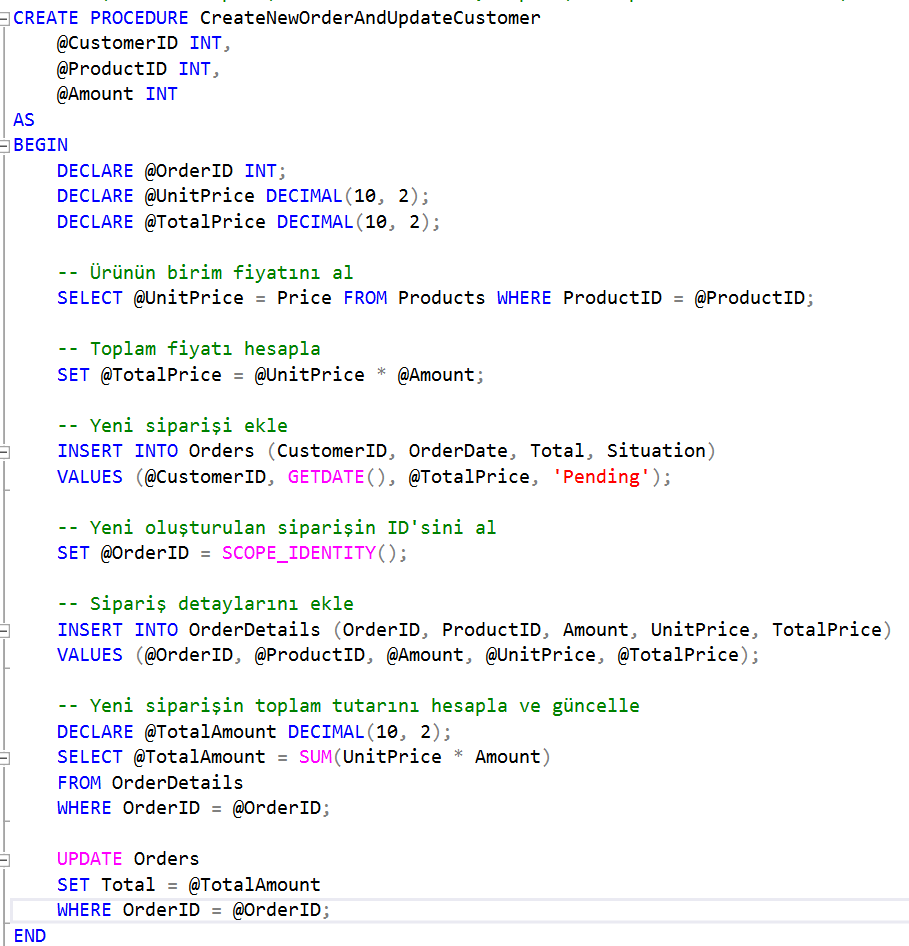 CREATE PROCEDURE CreateNewOrderAndUpdateCustomer
    @CustomerID INT,
    @ProductID INT,
    @Amount INT
AS
BEGIN
    DECLARE @OrderID INT;
    DECLARE @UnitPrice DECIMAL(10, 2);
    DECLARE @TotalPrice DECIMAL(10, 2);

    -- Ürünün birim fiyatını al
    SELECT @UnitPrice = Price FROM Products WHERE ProductID = @ProductID;

    -- Toplam fiyatı hesapla
    SET @TotalPrice = @UnitPrice * @Amount;

    -- Yeni siparişi ekle
    INSERT INTO Orders (CustomerID, OrderDate, Total, Situation)
    VALUES (@CustomerID, GETDATE(), @TotalPrice, 'Pending');

    -- Yeni oluşturulan siparişin ID'sini al
    SET @OrderID = SCOPE_IDENTITY();

    -- Sipariş detaylarını ekle
    INSERT INTO OrderDetails (OrderID, ProductID, Amount, UnitPrice, TotalPrice)
    VALUES (@OrderID, @ProductID, @Amount, @UnitPrice, @TotalPrice);

    -- Yeni siparişin toplam tutarını hesapla ve güncelle
    DECLARE @TotalAmount DECIMAL(10, 2);
    SELECT @TotalAmount = SUM(UnitPrice * Amount)
    FROM OrderDetails
    WHERE OrderID = @OrderID;

    UPDATE Orders
    SET Total = @TotalAmount
    WHERE OrderID = @OrderID;
END